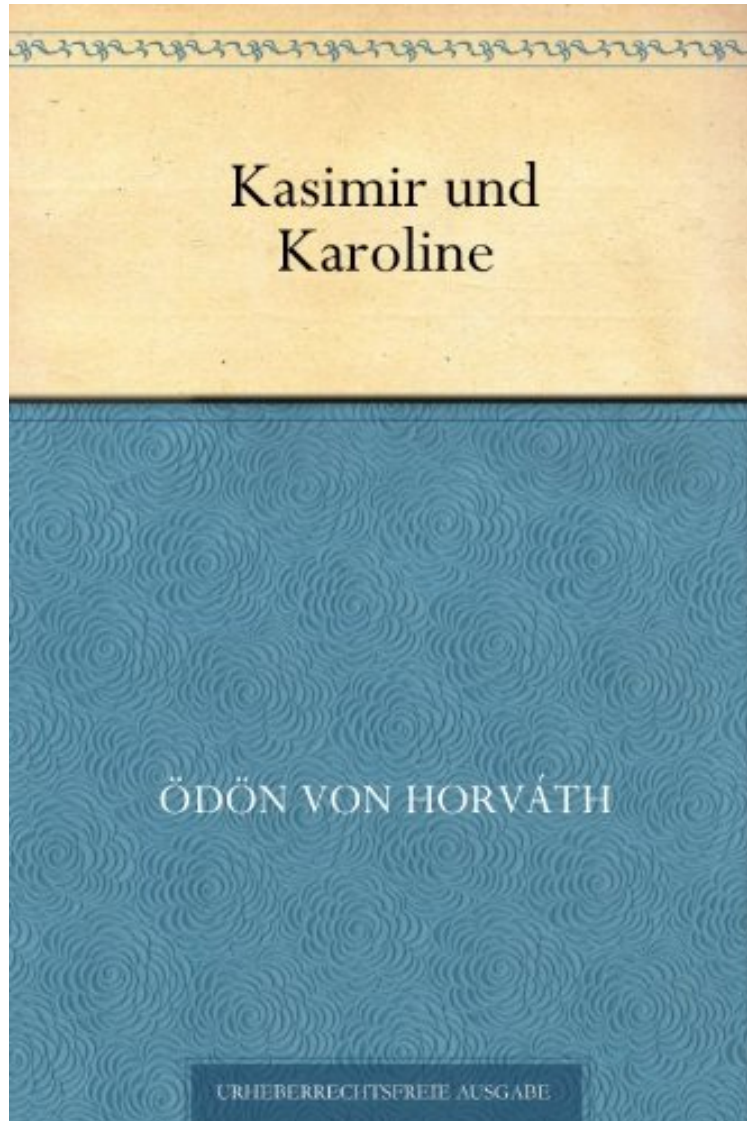 Kasimir und
Karoline
ÖDÖN VON HORVÁTH
URHEBERRECHTSFREIE AUSGABE